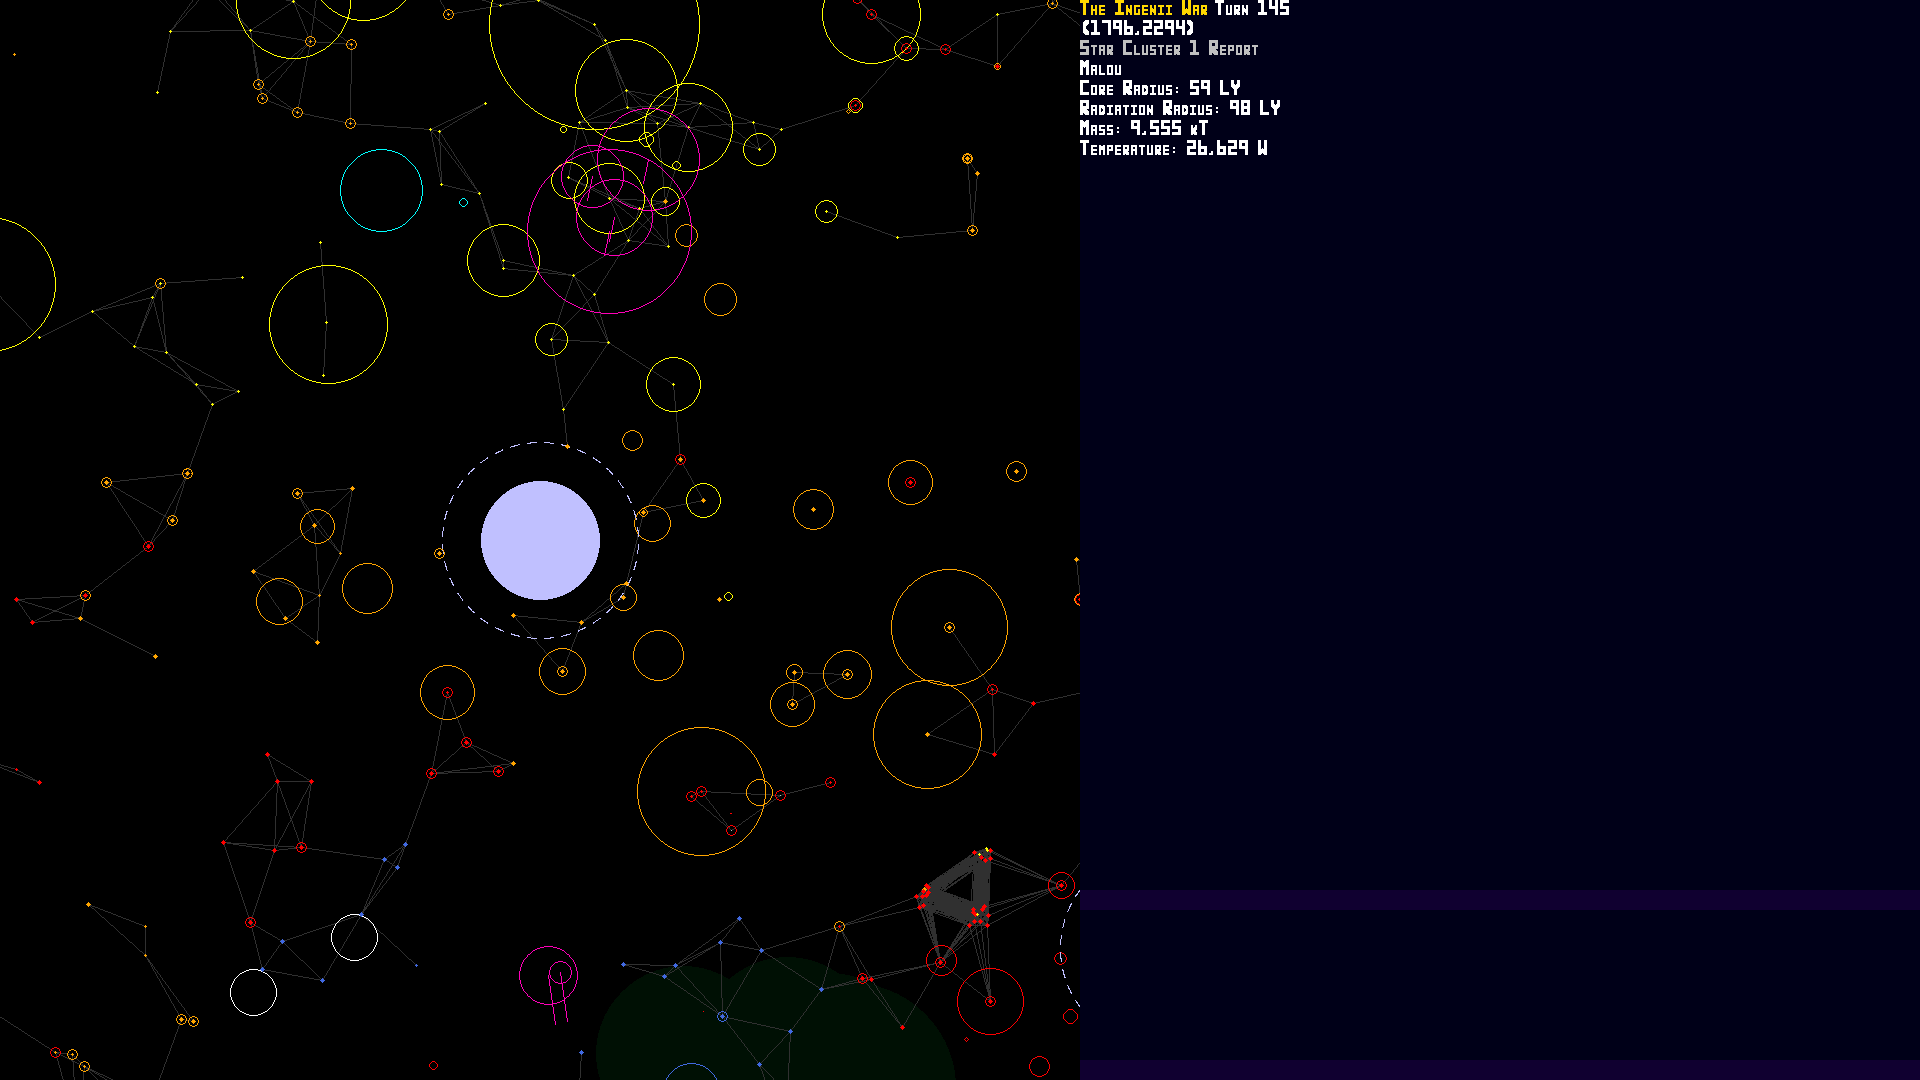 The Ingenii War Turn 145
(1796,2294)
Star Cluster 1 Report
Malou
Core Radius: 59 LY
Radiation Radius: 98 LY
Mass: 9,555 kT
Temperature: 26,629 W